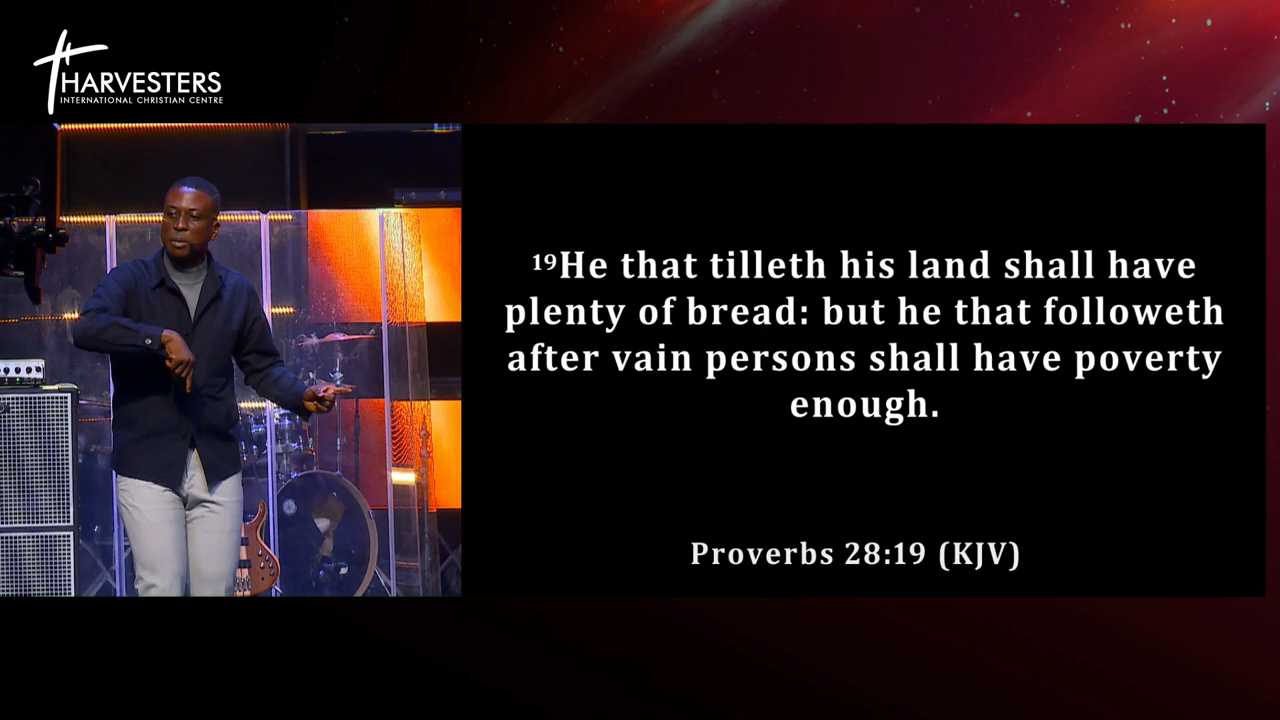 HARVESTERS
INTERNATIONAL CHRISTIAN CENTRE
¹⁹He that tilleth his land shall have
plenty of bread: but he that followeth
after vain persons shall have poverty
enough.
Proverbs 28:19 (KJV)